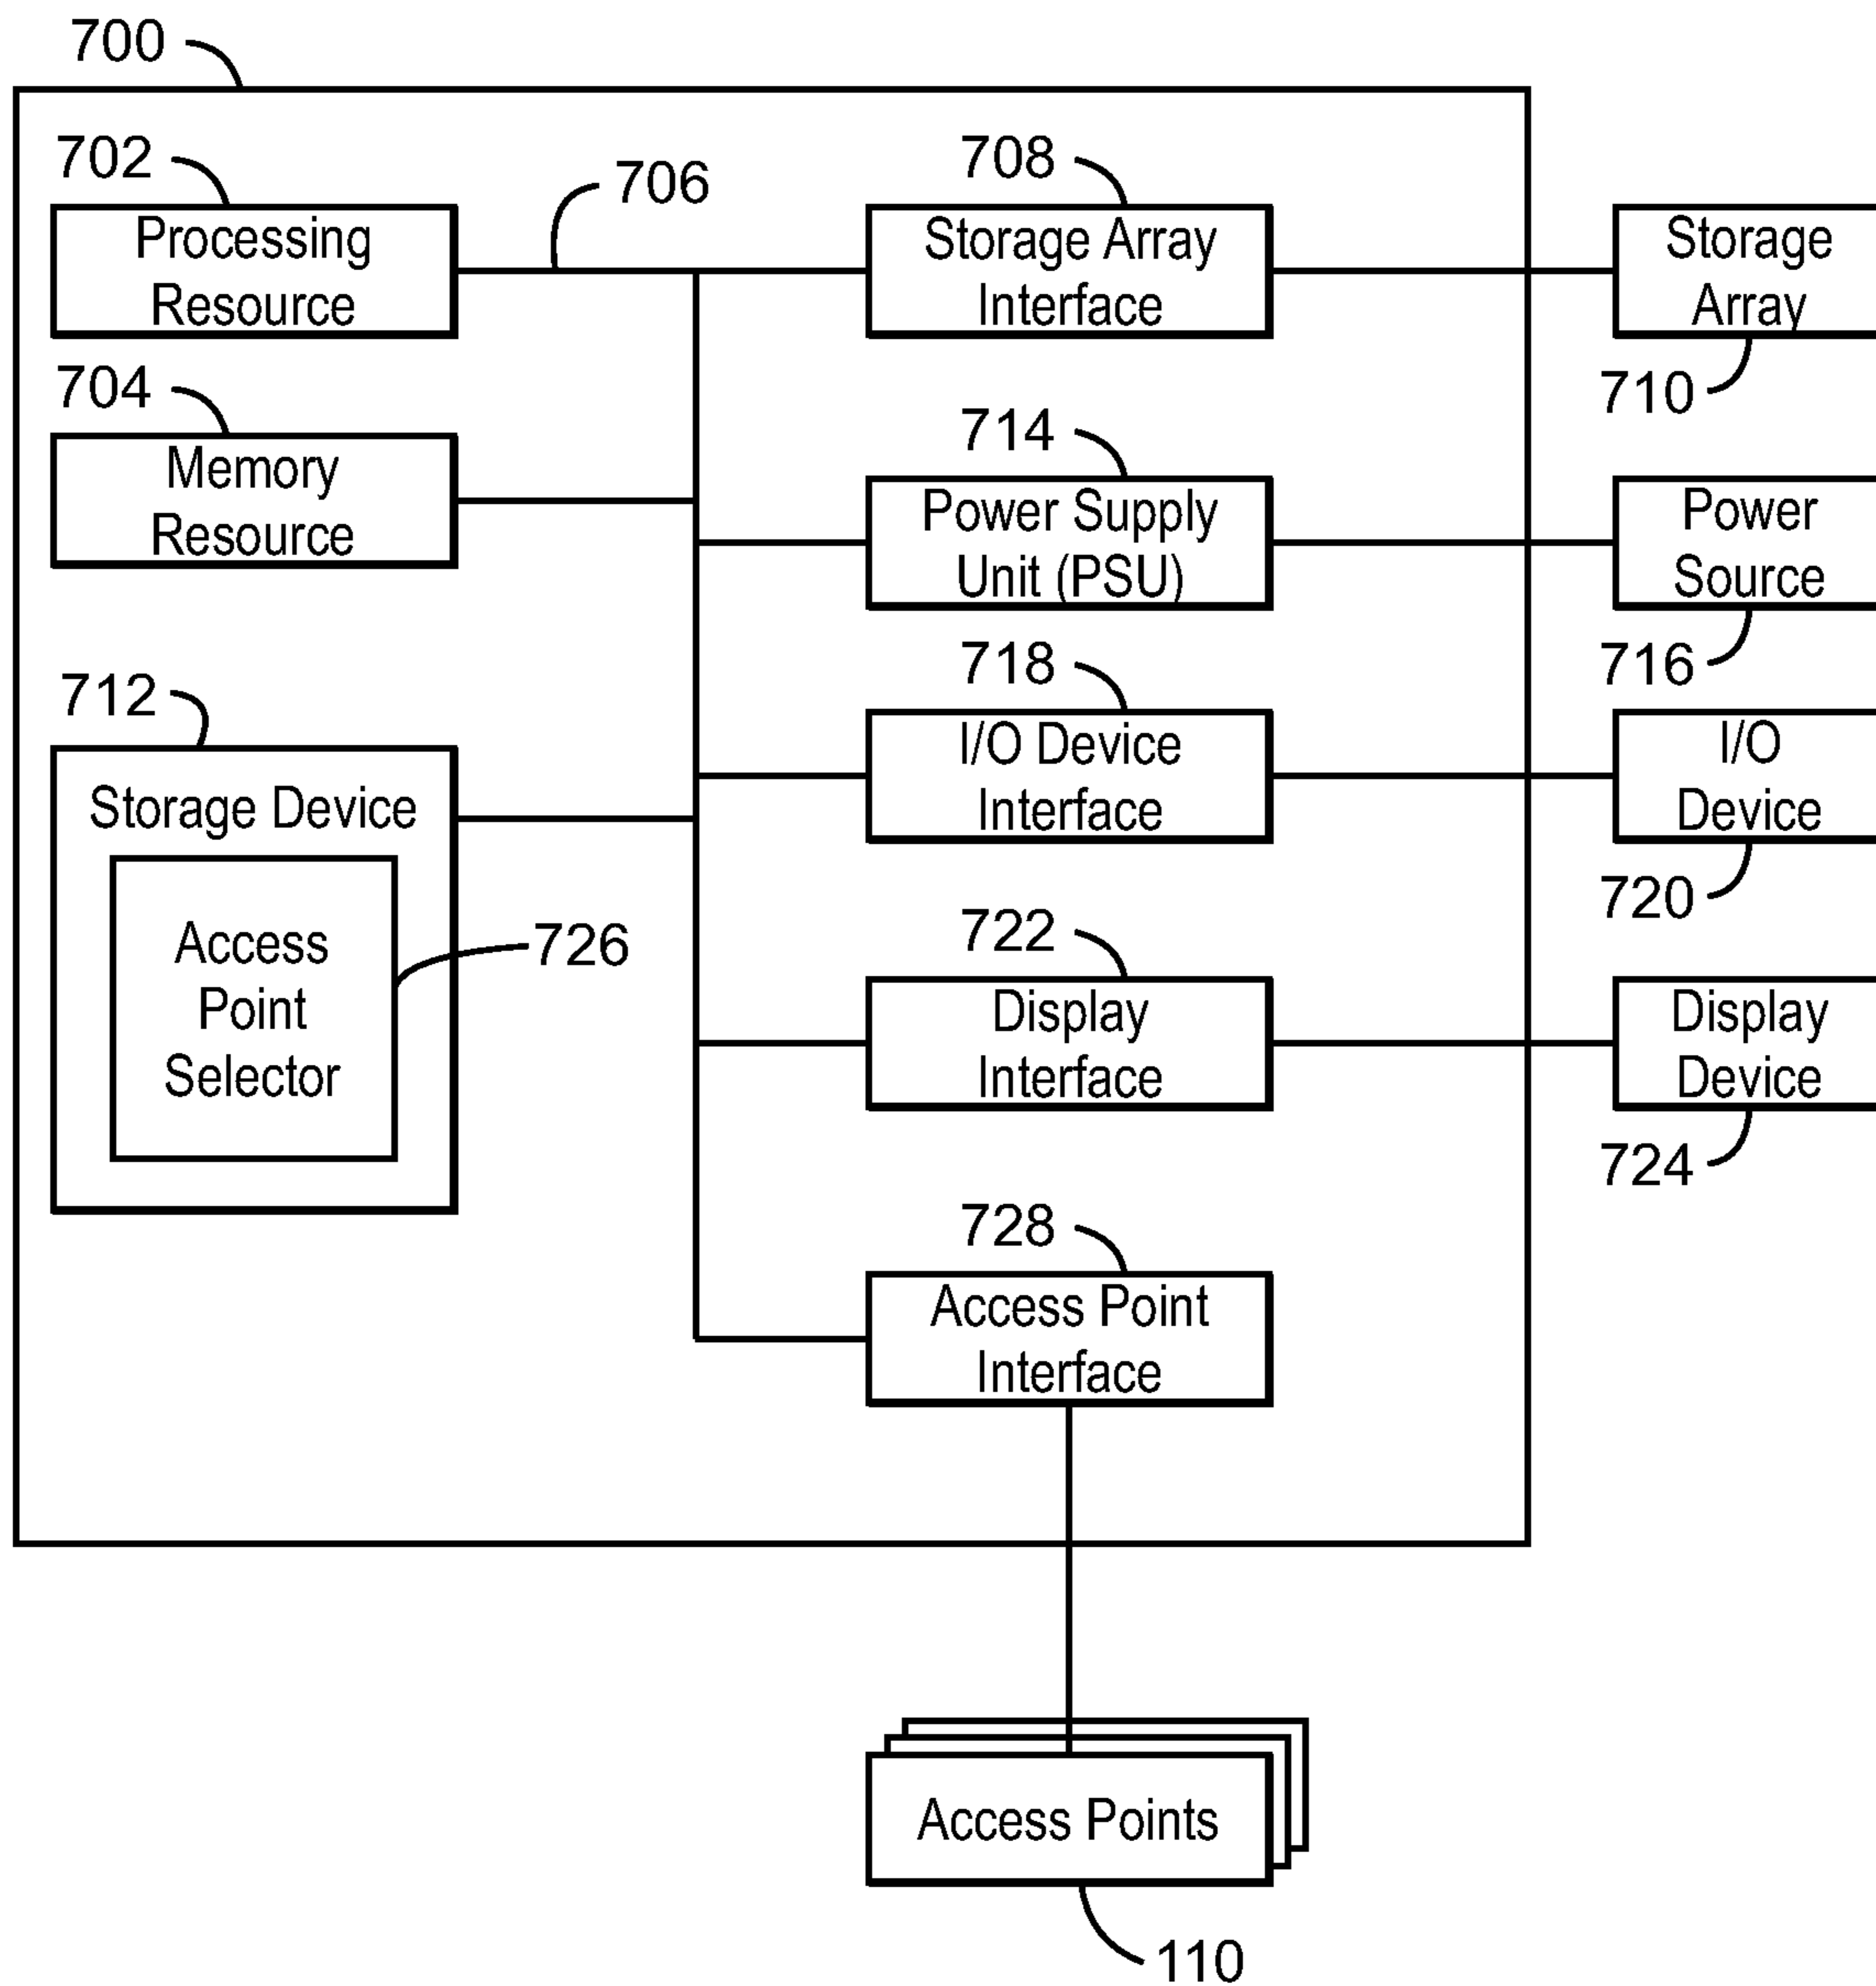 700
702
706
708
Processing
Resource
Storage Array
Interface
Storage
Array
704
710
714
Memory
Resource
Power Supply
Unit (PSU)
Power
Source
716
718
712
I/O Device
Interface
I/O
Device
Storage Device
720
Access
Point
Selector
726
722
Display
Interface
Display
Device
724
728
Access Point
Interface
Access Points
110